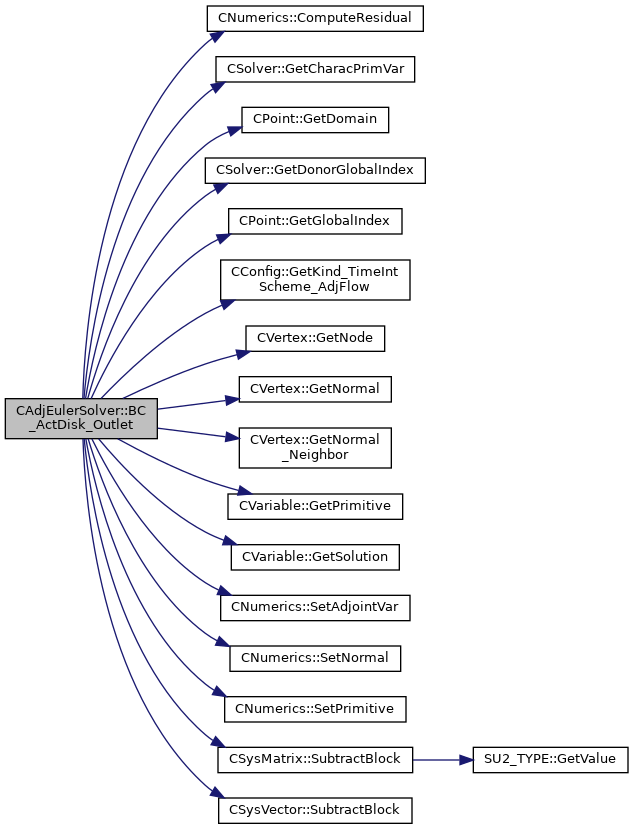 CNumerics::ComputeResidual
CSolver::GetCharacPrimVar
CPoint::GetDomain
CSolver::GetDonorGlobalIndex
CPoint::GetGlobalIndex
CConfig::GetKind_TimeInt
Scheme_AdjFlow
CVertex::GetNode
CVertex::GetNormal
CAdjEulerSolver::BC
_ActDisk_Outlet
CVertex::GetNormal
_Neighbor
CVariable::GetPrimitive
CVariable::GetSolution
CNumerics::SetAdjointVar
CNumerics::SetNormal
CNumerics::SetPrimitive
CSysMatrix::SubtractBlock
SU2_TYPE::GetValue
CSysVector::SubtractBlock